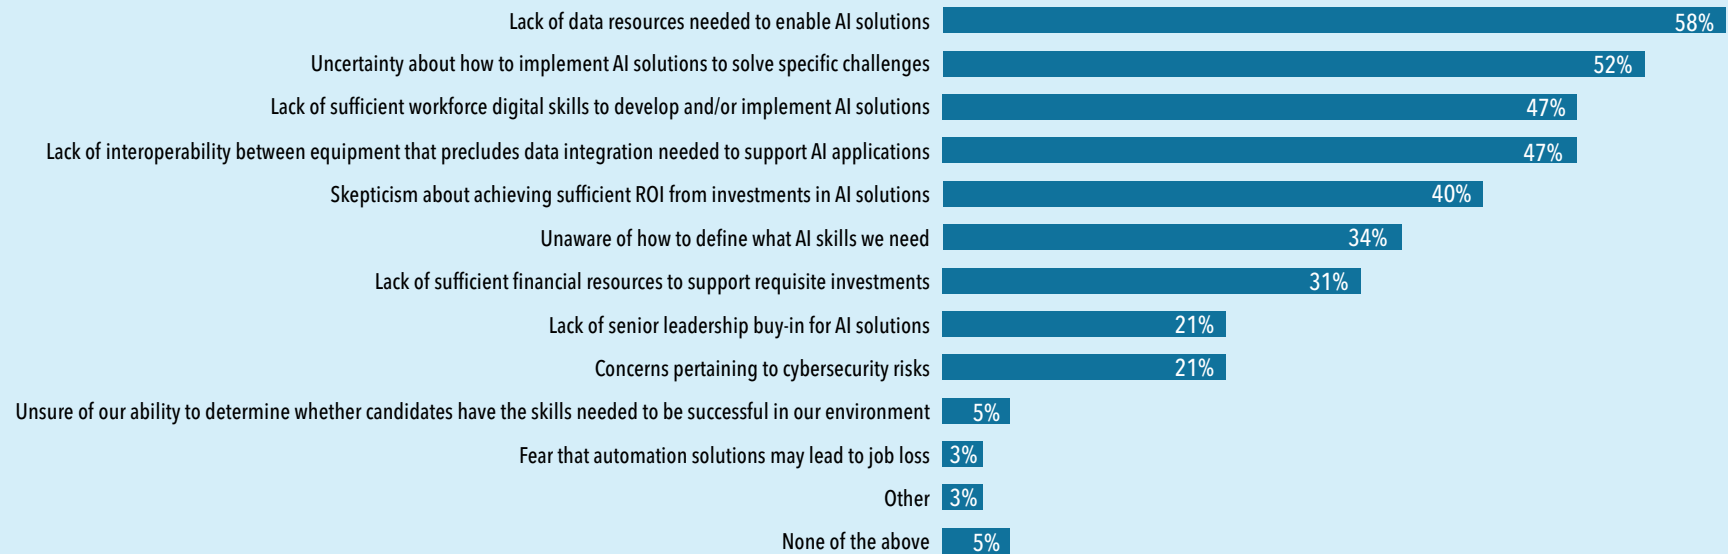 Lack of data resources needed to enable AI solutions 58%
Uncertainty about how to implement AI solutions to solve specific challenges 52%
Lack of sufficient workforce digital skills to develop and/or implement AI solutions 47%
Lack of interoperability between equipment that precludes data integration needed to support AI applications 47%
Skepticism about achieving sufficient ROI from investments in AI solutions 40%
Unaware of how to define what AI skills we need 34%
Lack of sufficient financial resources to support requisite investments 31%
Lack of senior leadership buy-in for AI solutions 21%
Concerns pertaining to cybersecurity risks 21%
Unsure of our ability to determine whether candidates have the skills needed to be successful in our environment 5%
Fear that automation solutions may lead to job loss 3%
Other 3%
None of the above 5%